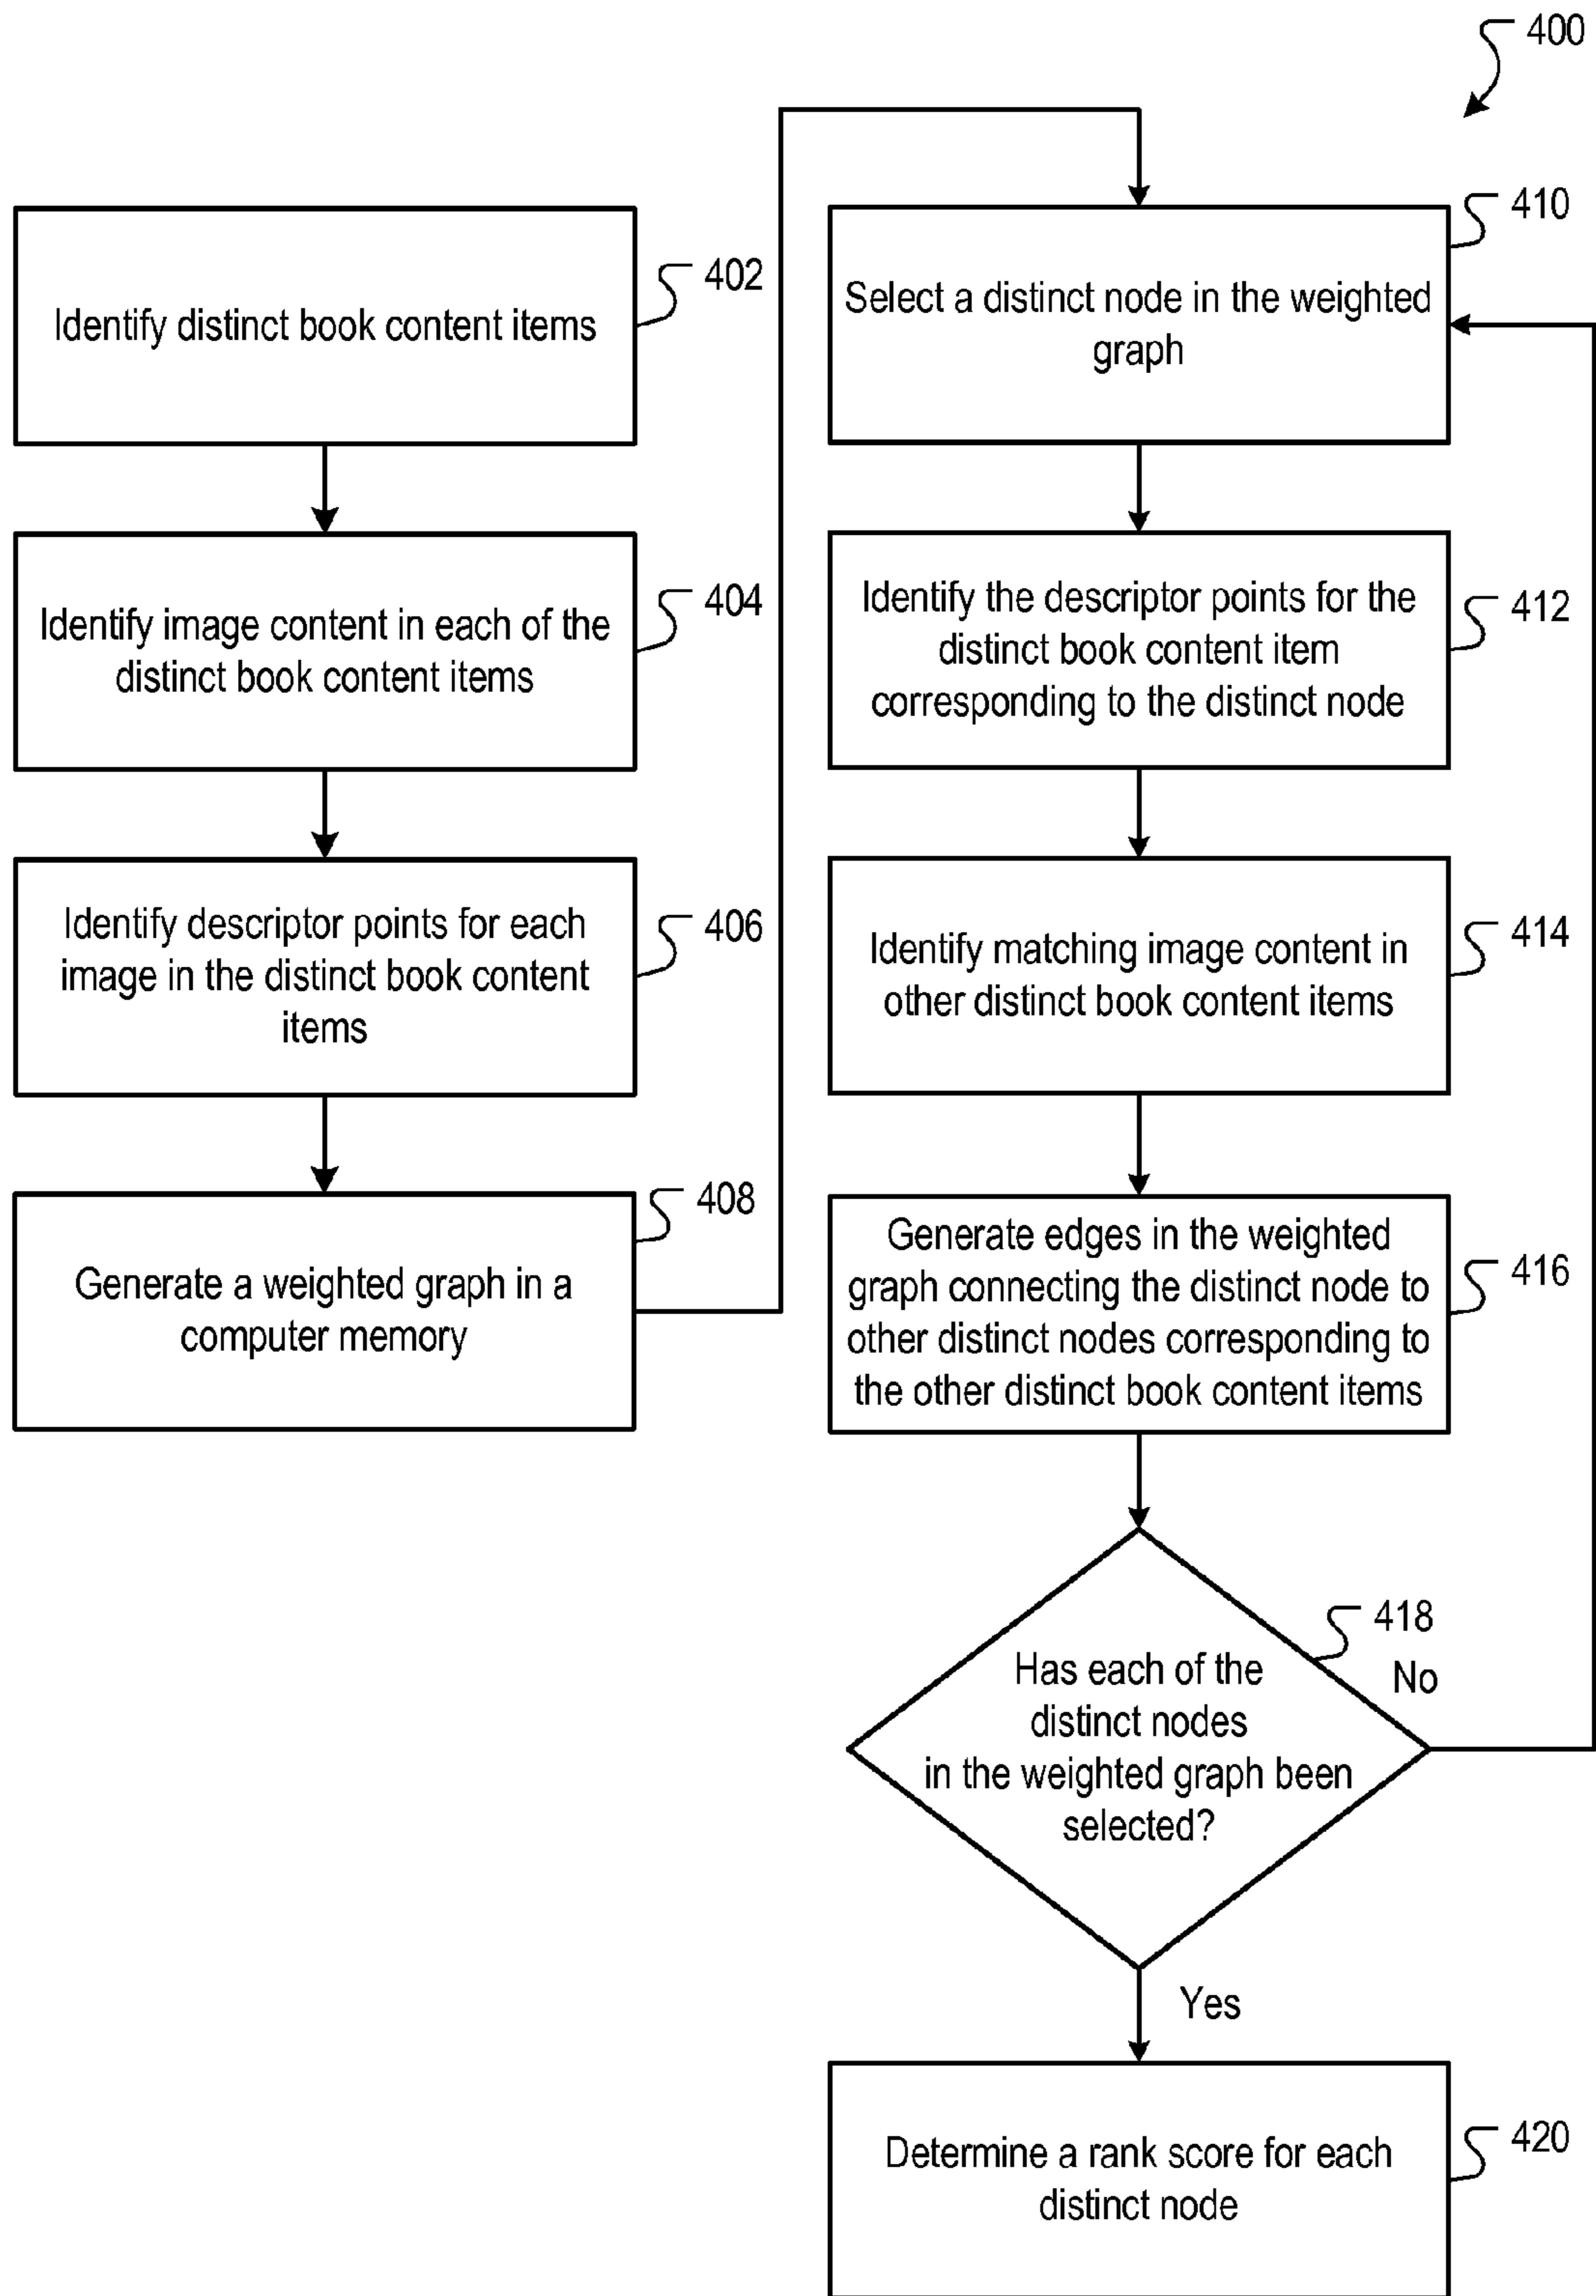 400
Identify distinct book content items
402
Identify image content in each of the
distinct book content items
404
Identify descriptor points for each
image in the distinct book content
items
406
Generate a weighted graph in a
computer memory
408
Select a distinct node in the weighted
graph
410
Identify the descriptor points for the
distinct book content item
corresponding to the distinct node
412
Identify matching image content in
other distinct book content items
414
Generate edges in the weighted
graph connecting the distinct node to
other distinct nodes corresponding to
the other distinct book content items
416
Has each of the
distinct nodes
in the weighted graph been
selected?
418
No
Yes
Determine a rank score for each
distinct node
420